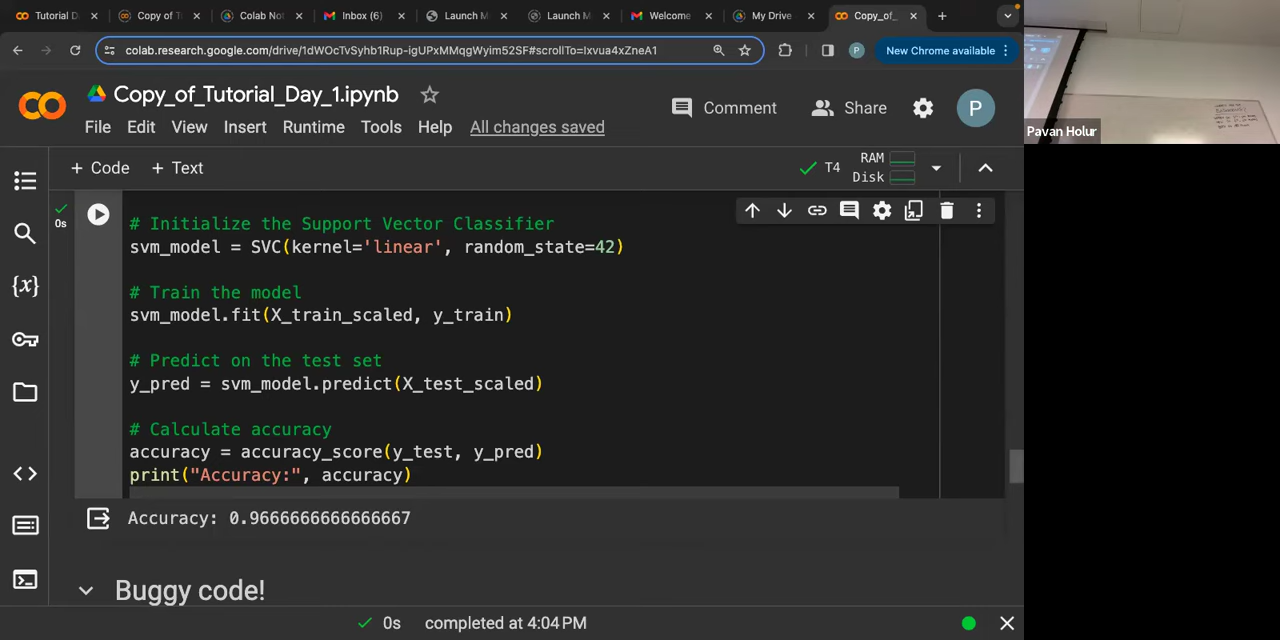 Tutorial D
Copy of T
Colab Not
Inbox (6)
Launch M
Launch M
Welcome
My Drive
Copy_of_
colab.research.google.com/drive/1dWOcTvSyhb1Rup-igUPxMMqgWyim52SF#scrollTo=Ixvua4xZneA1
P
New Chrome available
Copy_of_Tutorial_Day_1.ipynb
Comment
Share
P
File Edit View Insert Runtime Tools Help All changes saved
+ Code + Text
T4
RAM
Disk
0s
# Initialize the Support Vector Classifier
svm_model = SVC(kernel='linear', random_state=42)
# Train the model
svm_model.fit(X_train_scaled, y_train)
# Predict on the test set
y_pred = svm_model.predict(X_test_scaled)
# Calculate accuracy
accuracy = accuracy_score(y_test, y_pred)
print("Accuracy:", accuracy)
Accuracy: 0.9666666666666667
Buggy code!
0s completed at 4:04 PM
Pavan Holur